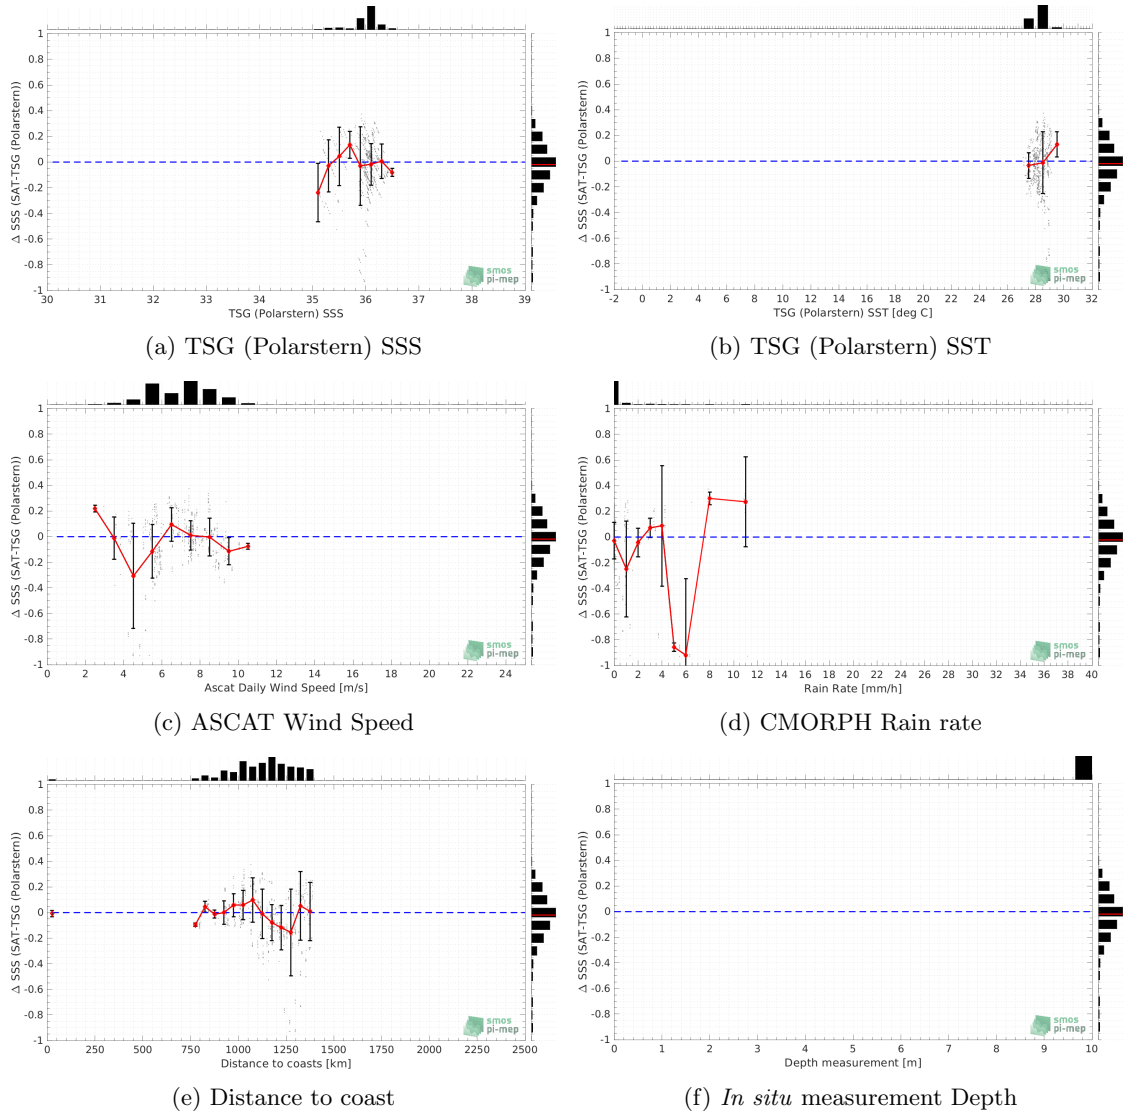 1
0.8
0.6
0.4
0.2
0
-0.2
-0.4
-0.6
-0.8
-1
Δ SSS (SAT-TSG (Polarstern))
30 31 32 33 34 35 36 37 38 39
TSG (Polarstern) SSS
smos
pi-mep
(a) TSG (Polarstern) SSS
1
0.8
0.6
0.4
0.2
0
-0.2
-0.4
-0.6
-0.8
-1
Δ SSS (SAT-TSG (Polarstern))
-2 0 2 4 6 8 10 12 14 16 18 20 22 24 26 28 30 32
TSG (Polarstern) SST [deg C]
smos
pi-mep
(b) TSG (Polarstern) SST
1
0.8
0.6
0.4
0.2
0
-0.2
-0.4
-0.6
-0.8
-1
Δ SSS (SAT-TSG (Polarstern))
0 2 4 6 8 10 12 14 16 18 20 22 24
Ascat Daily Wind Speed [m/s]
smos
pi-mep
(c) ASCAT Wind Speed
1
0.8
0.6
0.4
0.2
0
-0.2
-0.4
-0.6
-0.8
-1
Δ SSS (SAT-TSG (Polarstern))
0 2 4 6 8 10 12 14 16 18 20 22 24 26 28 30 32 34 36 38 40
Rain Rate [mm/h]
smos
pi-mep
(d) CMORPH Rain rate
1
0.8
0.6
0.4
0.2
0
-0.2
-0.4
-0.6
-0.8
-1
Δ SSS (SAT-TSG (Polarstern))
0 250 500 750 1000 1250 1500 1750 2000 2250 2500
Distance to coasts [km]
smos
pi-mep
(e) Distance to coast
1
0.8
0.6
0.4
0.2
0
-0.2
-0.4
-0.6
-0.8
-1
Δ SSS (SAT-TSG (Polarstern))
0 1 2 3 4 5 6 7 8 9 10
Depth measurement [m]
smos
pi-mep
(f) In situ measurement Depth